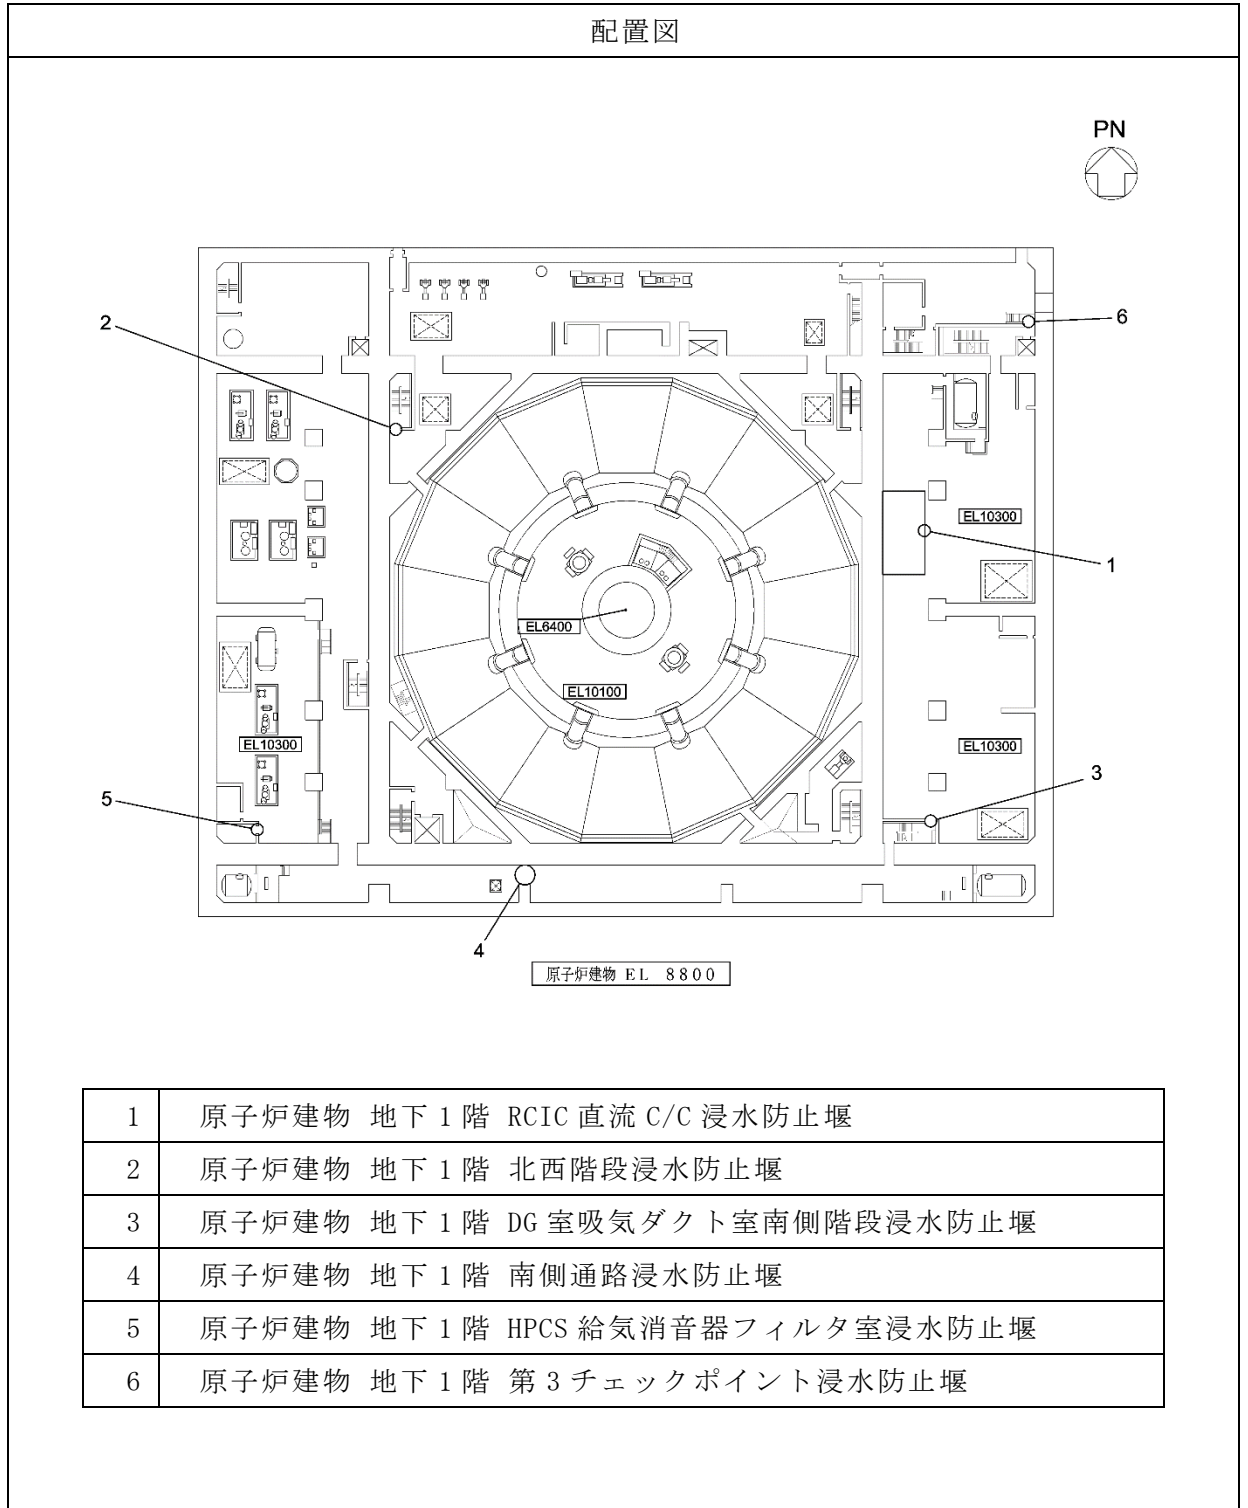 配置図
PN
2
6
EL10300
1
EL6400
EL10100
EL10300
EL10300
3
5
4
原子炉建物 EL 8800
1 原子炉建物 地下1階 RCIC直流C/C浸水防止堰
2 原子炉建物 地下1階 北西階段浸水防止堰
3 原子炉建物 地下1階 DG室吸気ダクト室南側階段浸水防止堰
4 原子炉建物 地下1階 南側通路浸水防止堰
5 原子炉建物 地下1階 HPCS給気消音器フィルタ室浸水防止堰
6 原子炉建物 地下1階 第3チェックポイント浸水防止堰